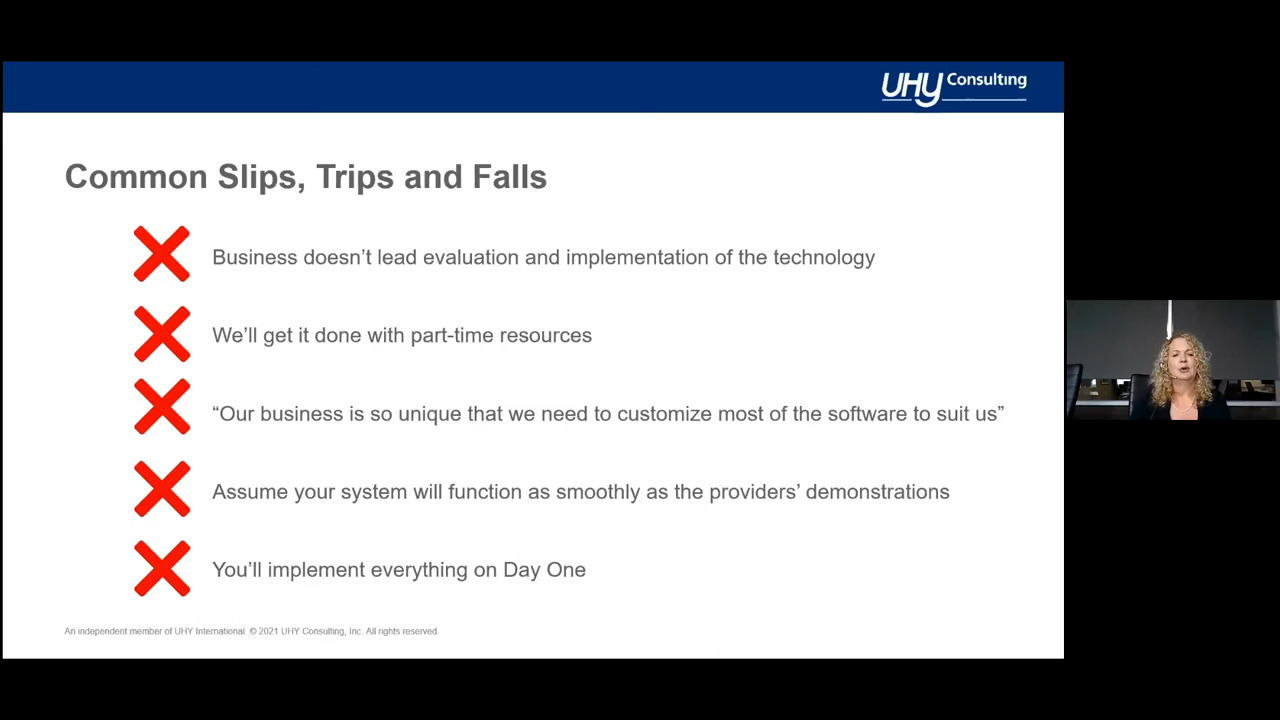 UHY Consulting
Common Slips, Trips and Falls
Business doesn’t lead evaluation and implementation of the technology
We’ll get it done with part-time resources
“Our business is so unique that we need to customize most of the software to suit us”
Assume your system will function as smoothly as the providers’ demonstrations
You’ll implement everything on Day One
An independent member of UHY International. © 2021 UHY Consulting, Inc. All rights reserved.